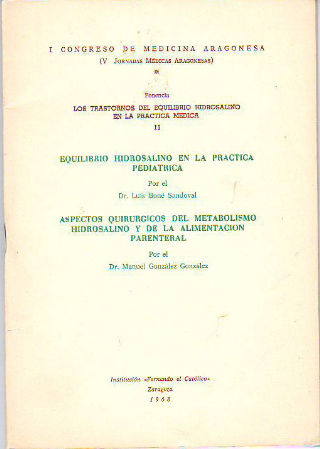 I CONGRESO DE MEDICINA ARAGONESA
(V JORNADAS MÉDICAS ARAGONESAS)
Ponencia
LOS TRASTORNOS DEL EQUILIBRIO HIDROSALINO
EN LA PRACTICA MEDICA
II
EQUILIBRIO HIDROSALINO EN LA PRACTICA
PEDIATRICA
Por el
Dr. Luis Boné Sandoval
ASPECTOS QUIRURGICOS DEL METABOLISMO
HIDROSALINO Y DE LA ALIMENTACION
PARENTERAL
Por el
Dr. Manuel González González
Institución «Fernando el Católico»
Zaragoza
1968